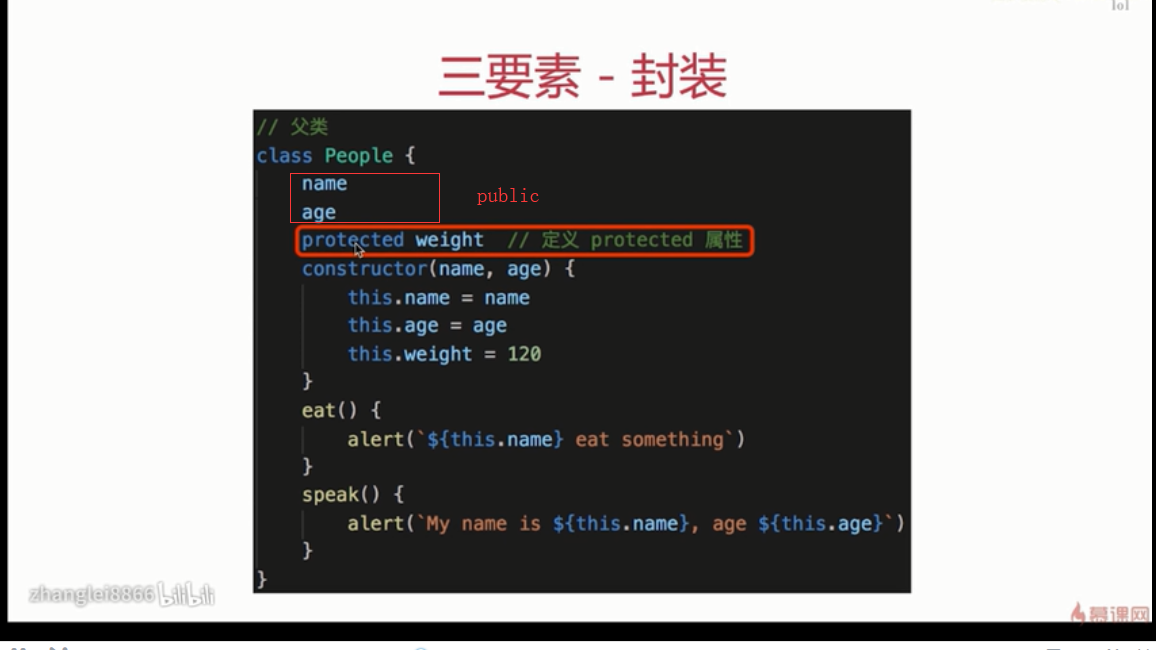 lol
三要素 - 封装
// 父类
class People {
name
public
age
protected weight // 定义 protected 属性
constructor(name, age) {
this.name = name
this.age = age
this.weight = 120
}
eat() {
alert(`${this.name} eat something`)
}
speak() {
alert(`My name is ${this.name}, age ${this.age}`)
}
}
zhanglei8866 bilibili
慕课网